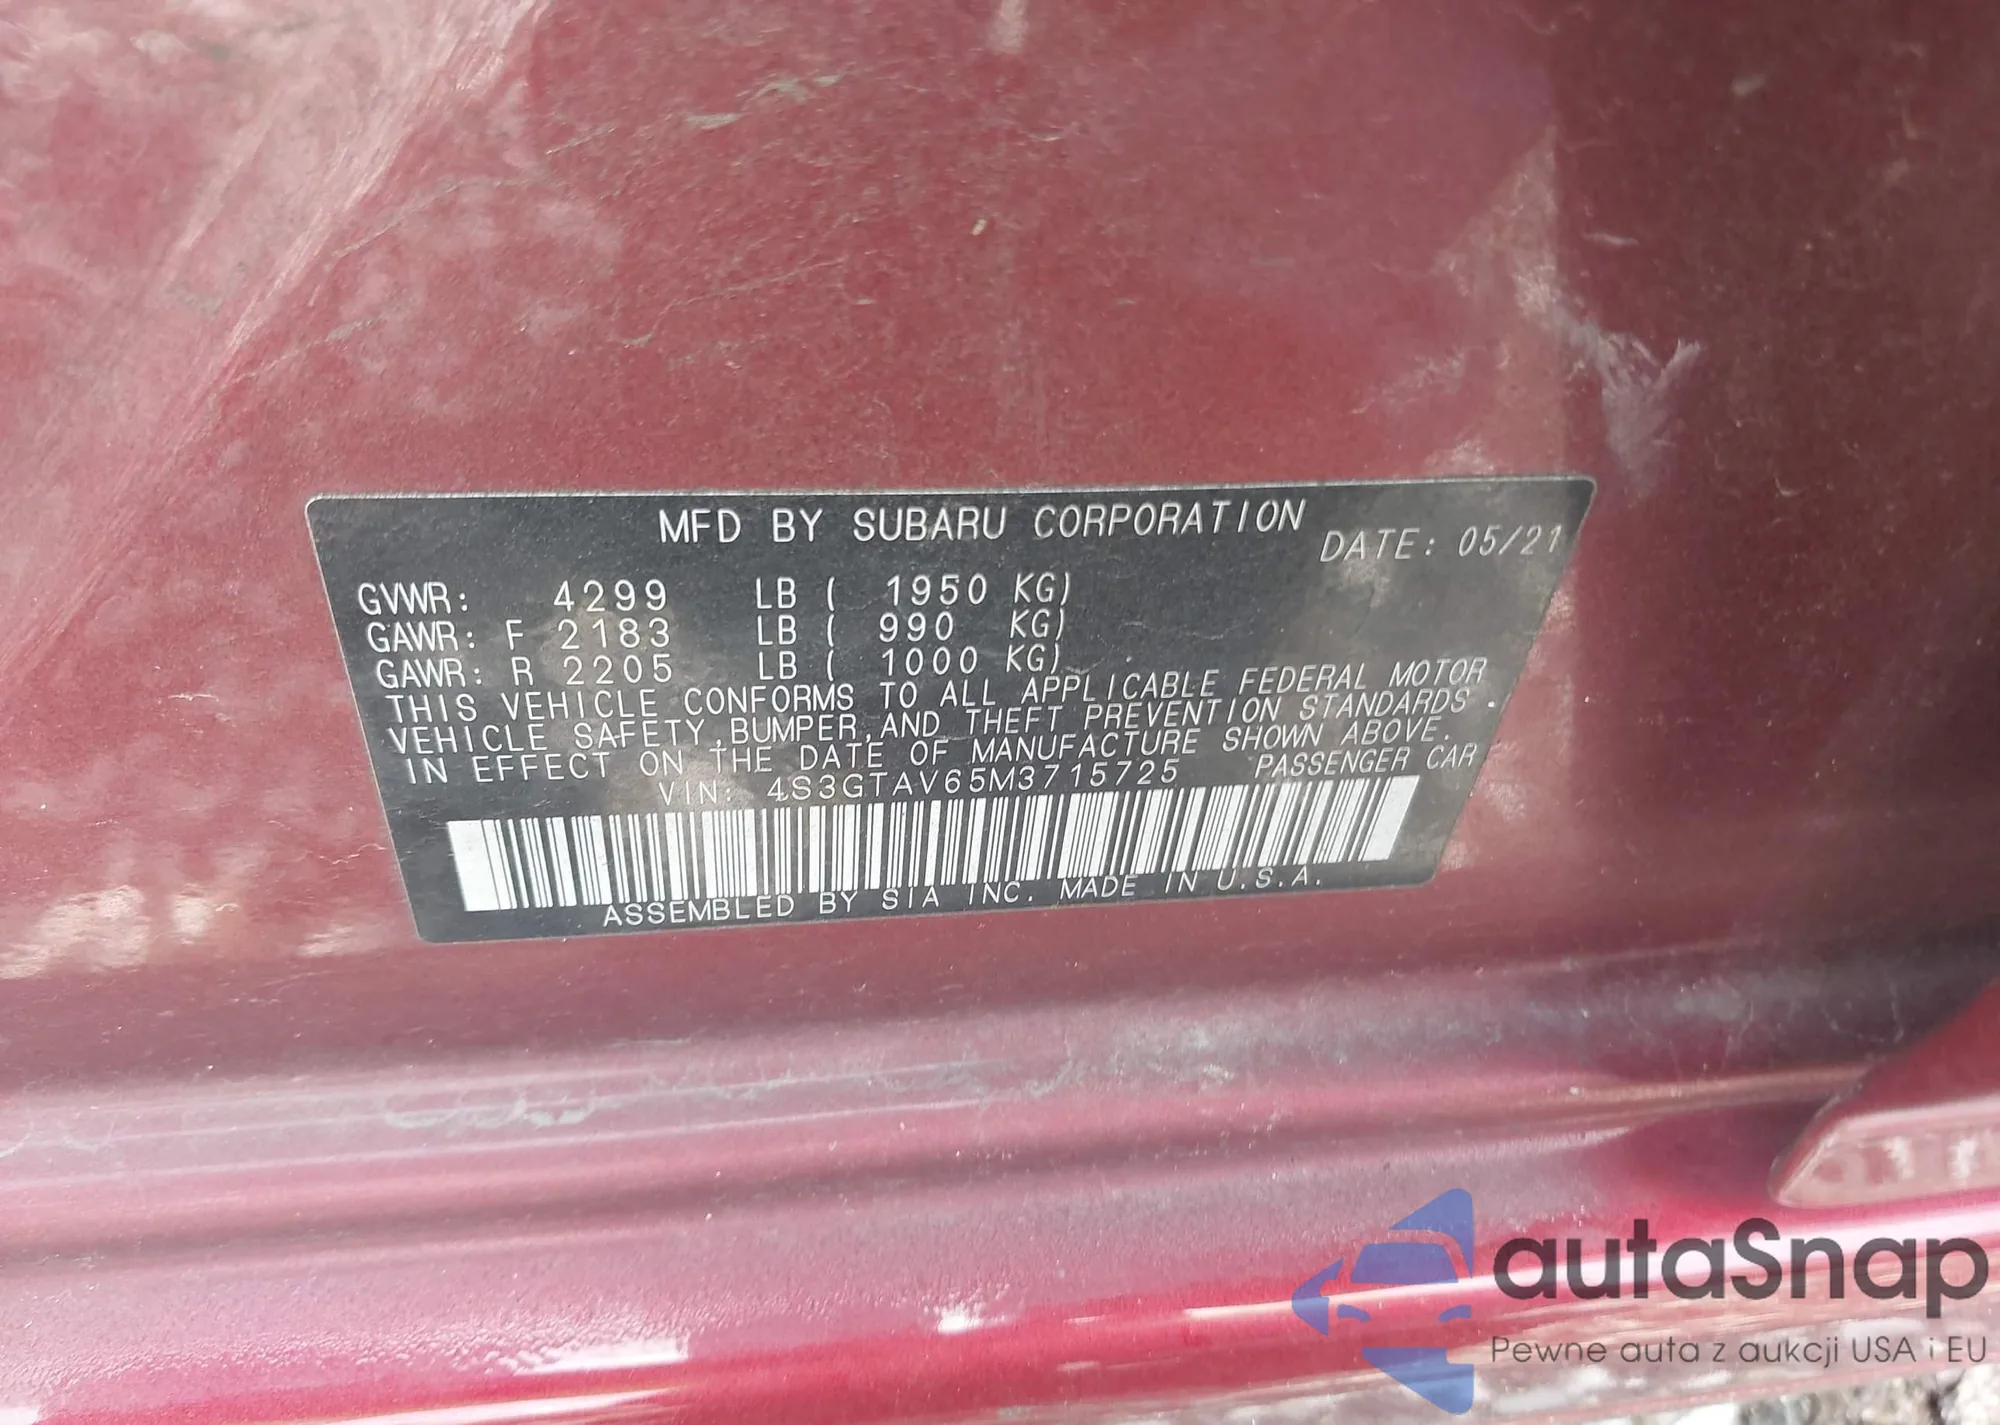 MFD BY SUBARU CORPORATION
DATE: 05/21
GVWR: 4299 LB ( 1950 KG)
GAWR: F 2183 LB ( 990 KG)
GAWR: R 2205 LB ( 1000 KG)
THIS VEHICLE CONFORMS TO ALL APPLICABLE FEDERAL MOTOR
VEHICLE SAFETY,BUMPER,AND THEFT PREVENTION STANDARDS.
IN EFFECT ON THE DATE OF MANUFACTURE SHOWN ABOVE.
VIN: 4S3GTAV65M3715725 PASSENGER CAR
ASSEMBLED BY SIA INC. MADE IN U.S.A.
autaSnap
Pewne auta z aukcji USA i EU